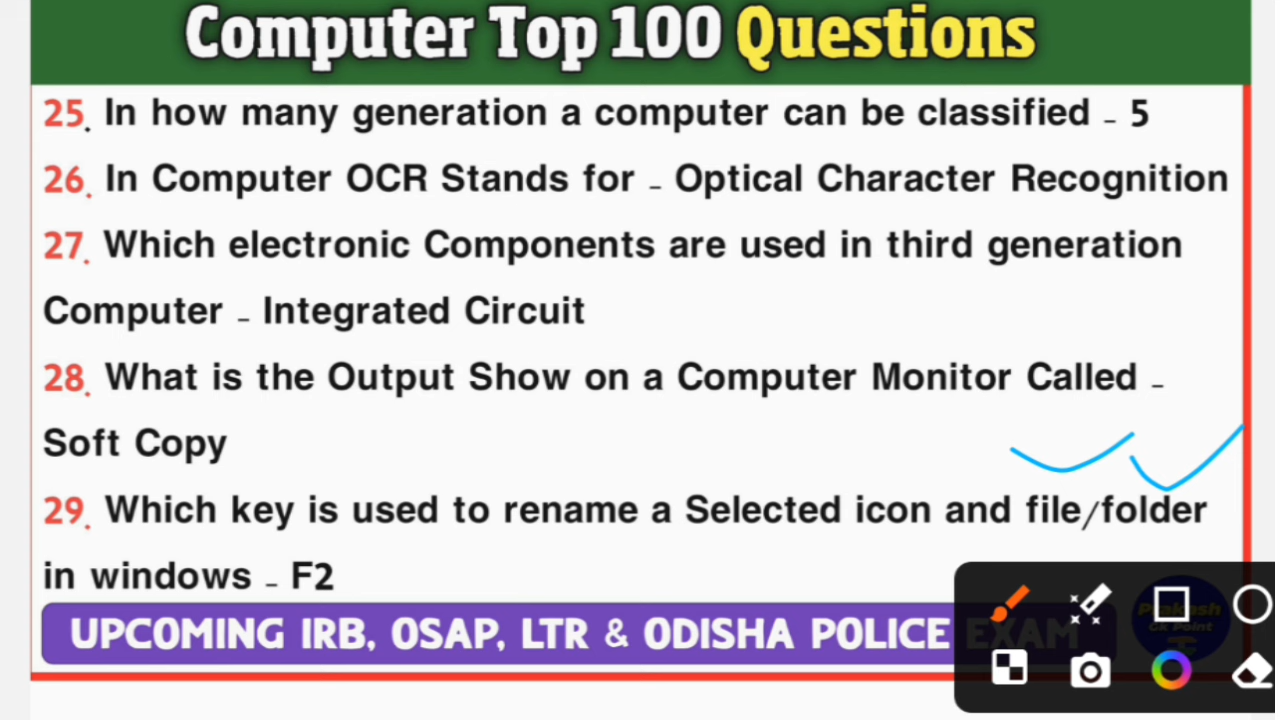 Computer Top 100 Questions
25. In how many generation a computer can be classified - 5
26. In Computer OCR Stands for - Optical Character Recognition
27. Which electronic Components are used in third generation
Computer - Integrated Circuit
28. What is the Output Show on a Computer Monitor Called -
Soft Copy
29. Which key is used to rename a Selected icon and file/folder
in windows - F2
UPCOMING IRB, OSAP, LTR & ODISHA POLICE EXAM
Prakash
Gk Point